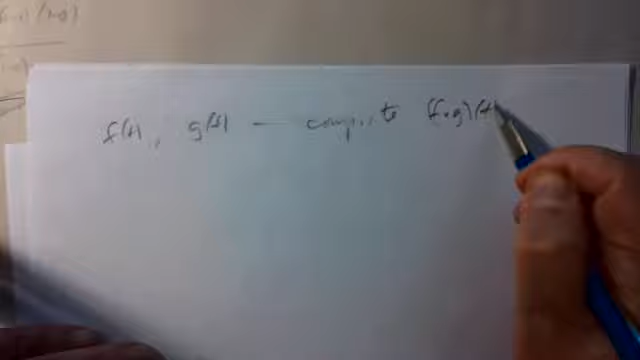 f(t), g(t) — compute (f*g)(t)